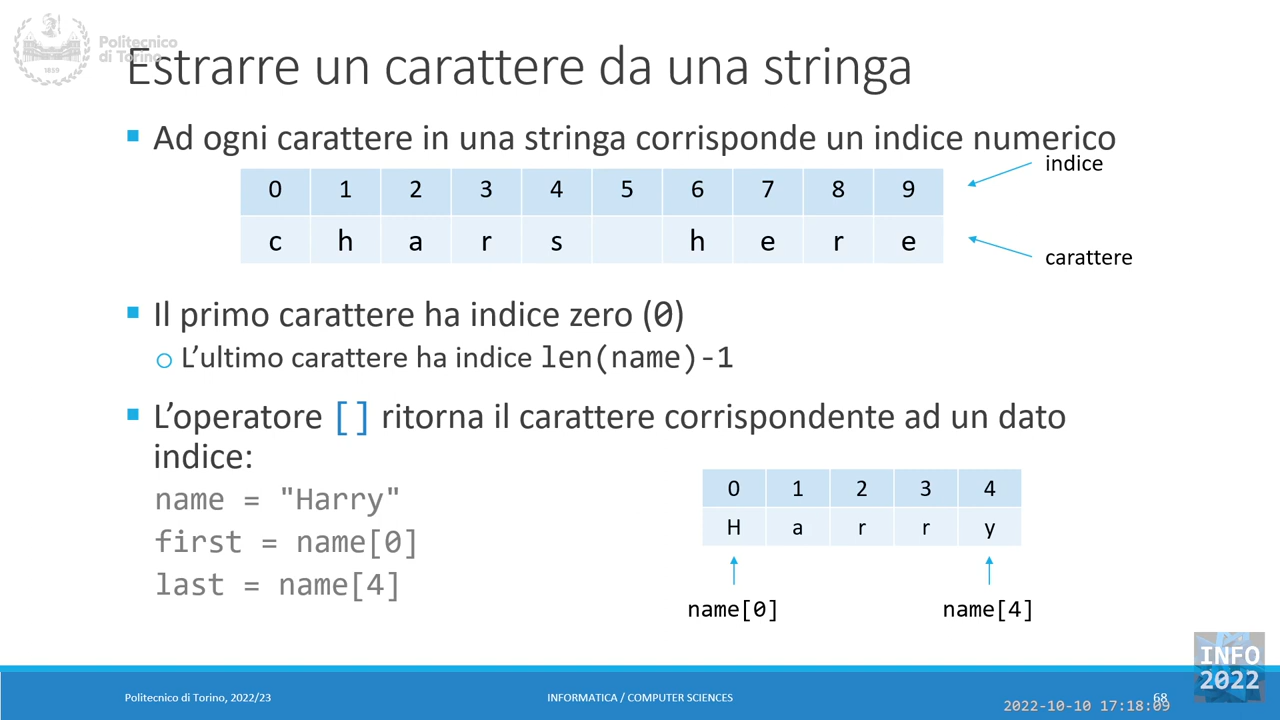 Politecnico
di Torino
1859
Estrarre un carattere da una stringa
Ad ogni carattere in una stringa corrisponde un indice numerico
indice
0 1 2 3 4 5 6 7 8 9
c h a r s h e r e
carattere
Il primo carattere ha indice zero (0)
L'ultimo carattere ha indice len(name)-1
L'operatore [] ritorna il carattere corrispondente ad un dato
indice:
name = "Harry"
first = name[0]
last = name[4]
0 1 2 3 4
H a r r y
name[0] name[4]
INFO
2022
Politecnico di Torino, 2022/23
INFORMATICA / COMPUTER SCIENCES
68
2022-10-10 17:18:09